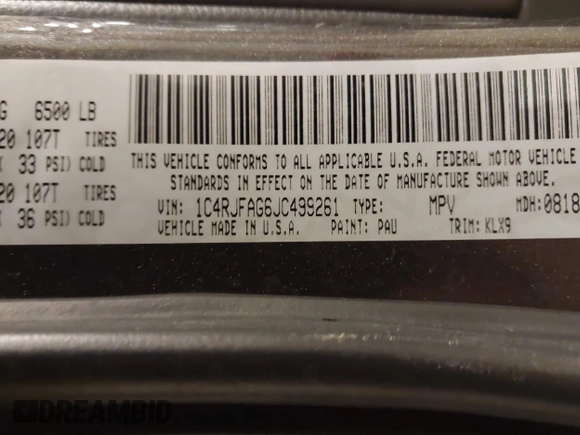 G 6500 LB
20 107T TIRES
33 PSI) COLD
20 107T TIRES
36 PSI) COLD
THIS VEHICLE CONFORMS TO ALL APPLICABLE U.S.A. FEDERAL MOTOR VEHICLE
STANDARDS IN EFFECT ON THE DATE OF MANUFACTURE SHOWN ABOVE.
VIN: 1C4RJFAG6JC499261 TYPE: MPV MDH: 0818
VEHICLE MADE IN U.S.A. PAINT: PAU TRIM: KLX9
DREAMBID